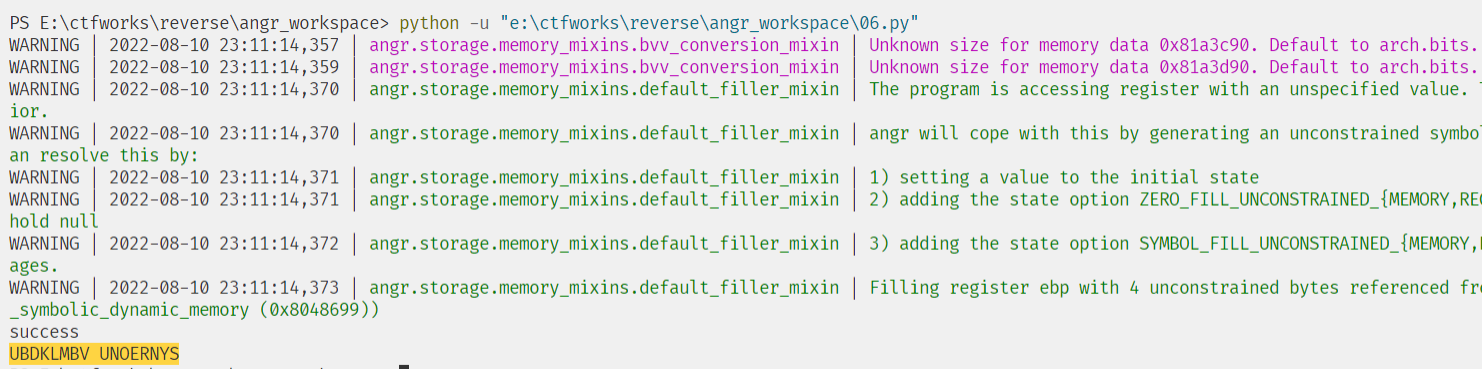 PS E:\ctfworks\reverse\angr_workspace> python -u "e:\ctfworks\reverse\angr_workspace\06.py"
WARNING | 2022-08-10 23:11:14,357 | angr.storage.memory_mixins.bvv_conversion_mixin | Unknown size for memory data 0x81a3c90. Default to arch.bits.
WARNING | 2022-08-10 23:11:14,359 | angr.storage.memory_mixins.bvv_conversion_mixin | Unknown size for memory data 0x81a3d90. Default to arch.bits.
WARNING | 2022-08-10 23:11:14,370 | angr.storage.memory_mixins.default_filler_mixin | The program is accessing register with an unspecified value.
ior.
WARNING | 2022-08-10 23:11:14,370 | angr.storage.memory_mixins.default_filler_mixin | angr will cope with this by generating an unconstrained symbol
an resolve this by:
WARNING | 2022-08-10 23:11:14,371 | angr.storage.memory_mixins.default_filler_mixin | 1) setting a value to the initial state
WARNING | 2022-08-10 23:11:14,371 | angr.storage.memory_mixins.default_filler_mixin | 2) adding the state option ZERO_FILL_UNCONSTRAINED_{MEMORY,REG
hold null
WARNING | 2022-08-10 23:11:14,372 | angr.storage.memory_mixins.default_filler_mixin | 3) adding the state option SYMBOL_FILL_UNCONSTRAINED_{MEMORY,
ages.
WARNING | 2022-08-10 23:11:14,373 | angr.storage.memory_mixins.default_filler_mixin | Filling register ebp with 4 unconstrained bytes referenced fro
_symbolic_dynamic_memory (0x8048699))
success
UBDKLMBV UNOERNYS